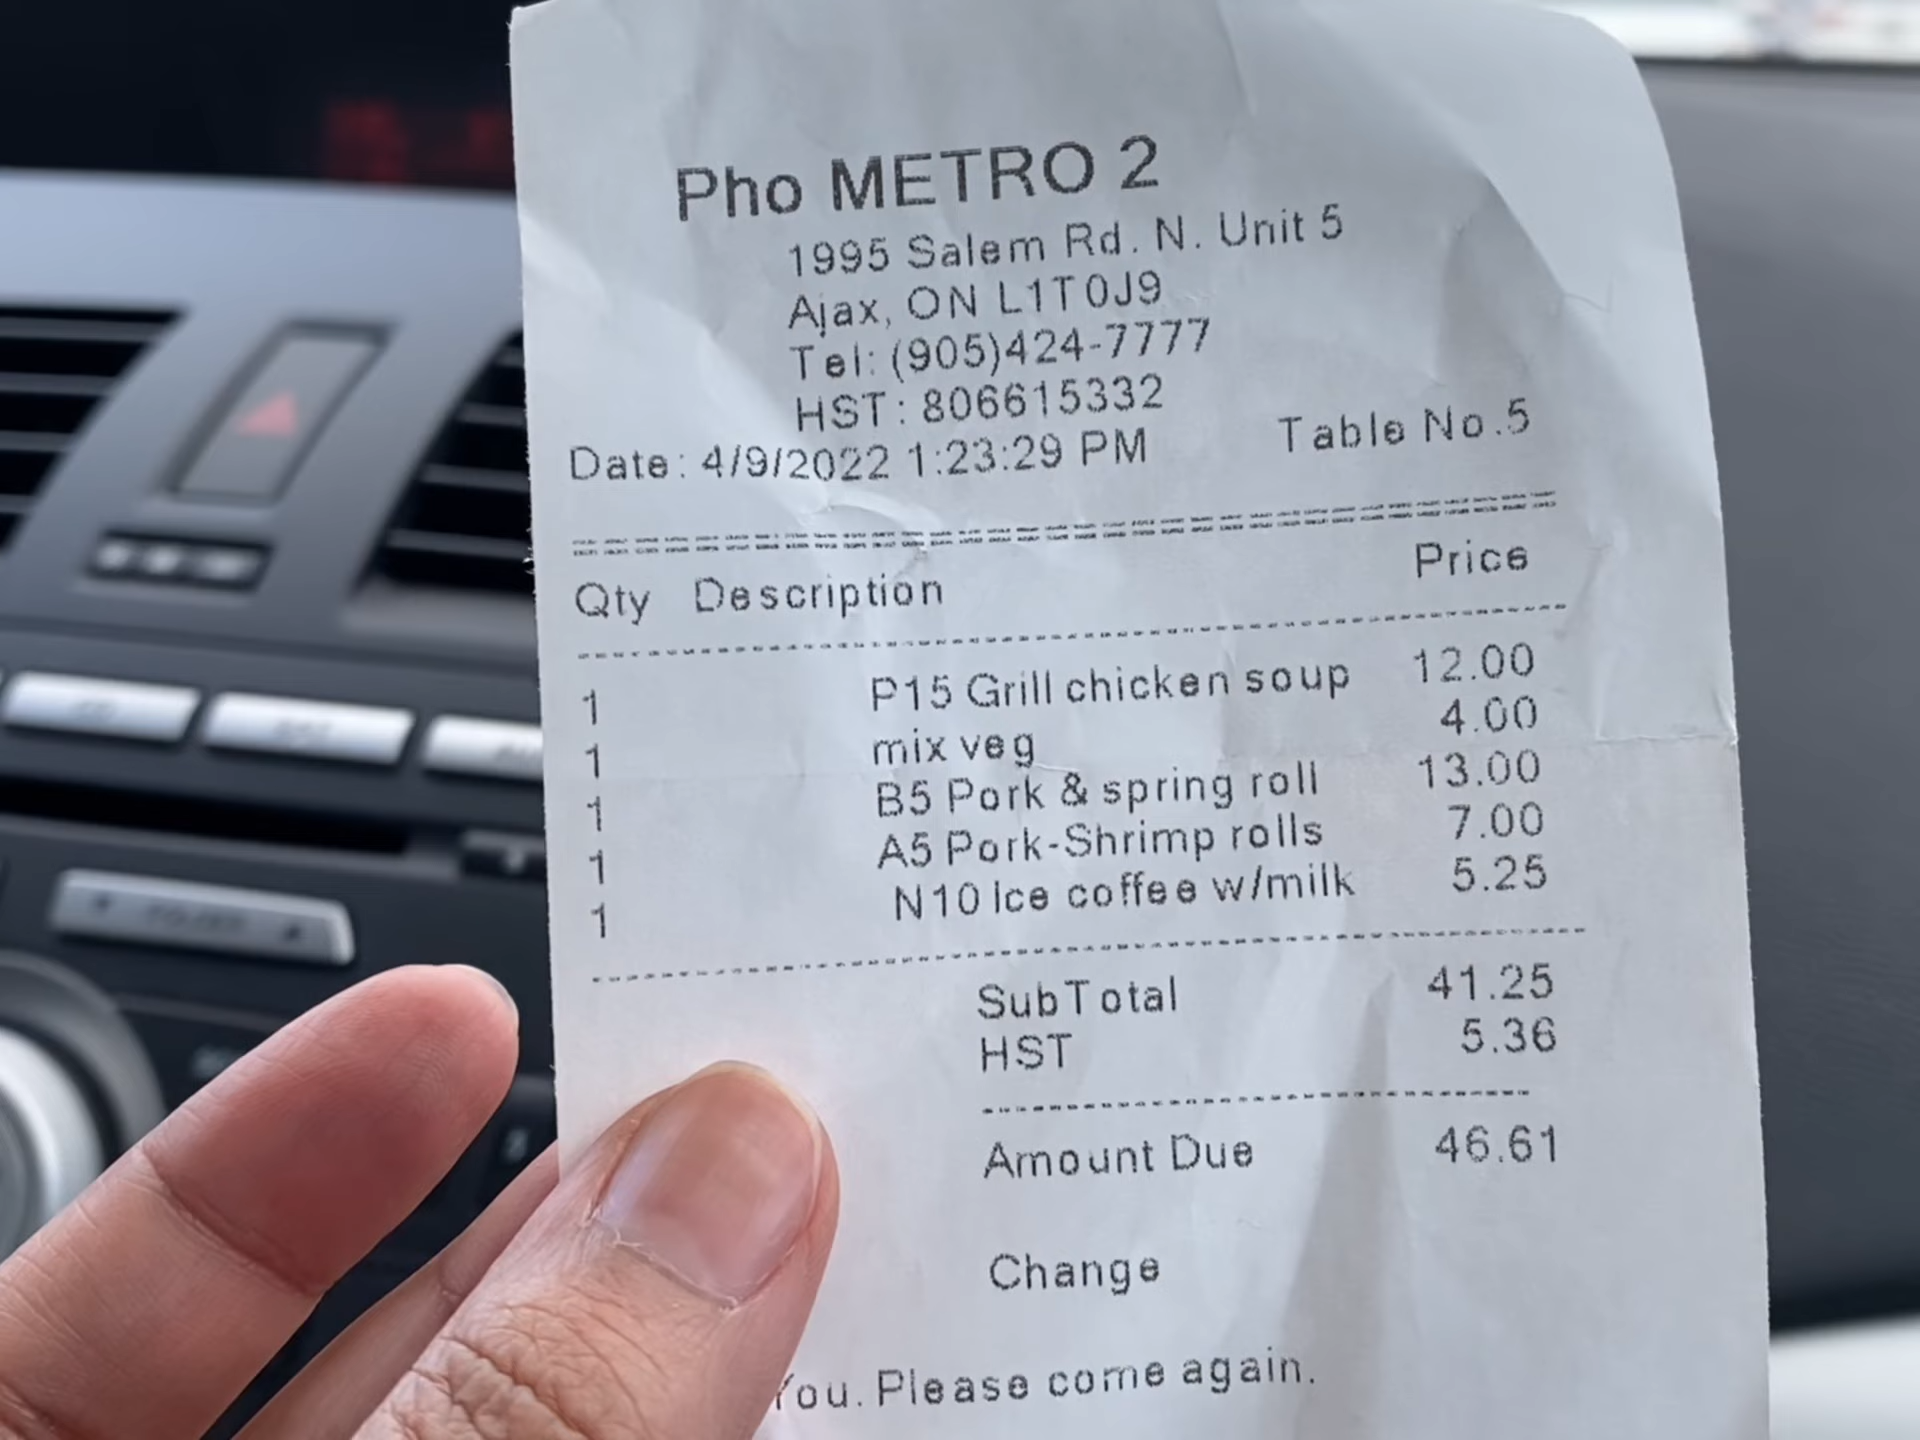 Pho METRO 2
1995 Salem Rd. N. Unit 5
Ajax, ON L1T0J9
Tel: (905)424-7777
HST: 806615332
Date: 4/9/2022 1:23:29 PM Table No.5
Qty Description Price
1 P15 Grill chicken soup 12.00
1 mix veg 4.00
1 B5 Pork & spring roll 13.00
1 A5 Pork-Shrimp rolls 7.00
1 N10 Ice coffee w/milk 5.25
SubTotal 41.25
HST 5.36
Amount Due 46.61
Change
You. Please come again.